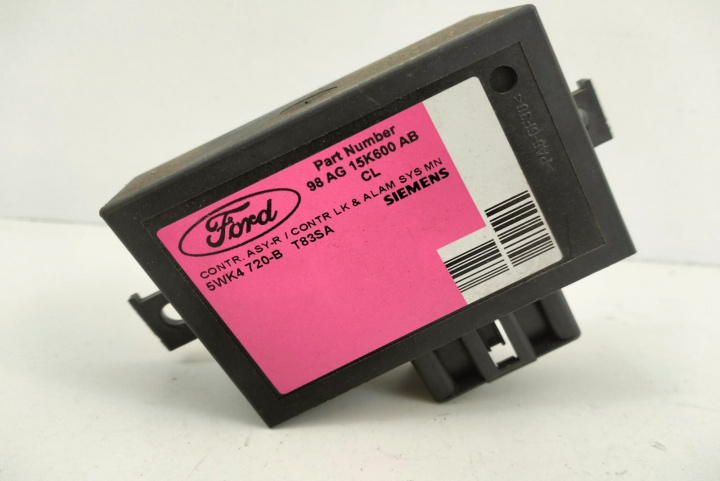 Part Number
98 AG 15K600 AB
CL
Ford
CONTR. ASY-R / CONTR LK & ALAM SYS MN
5WK4 720-B T83SA
SIEMENS